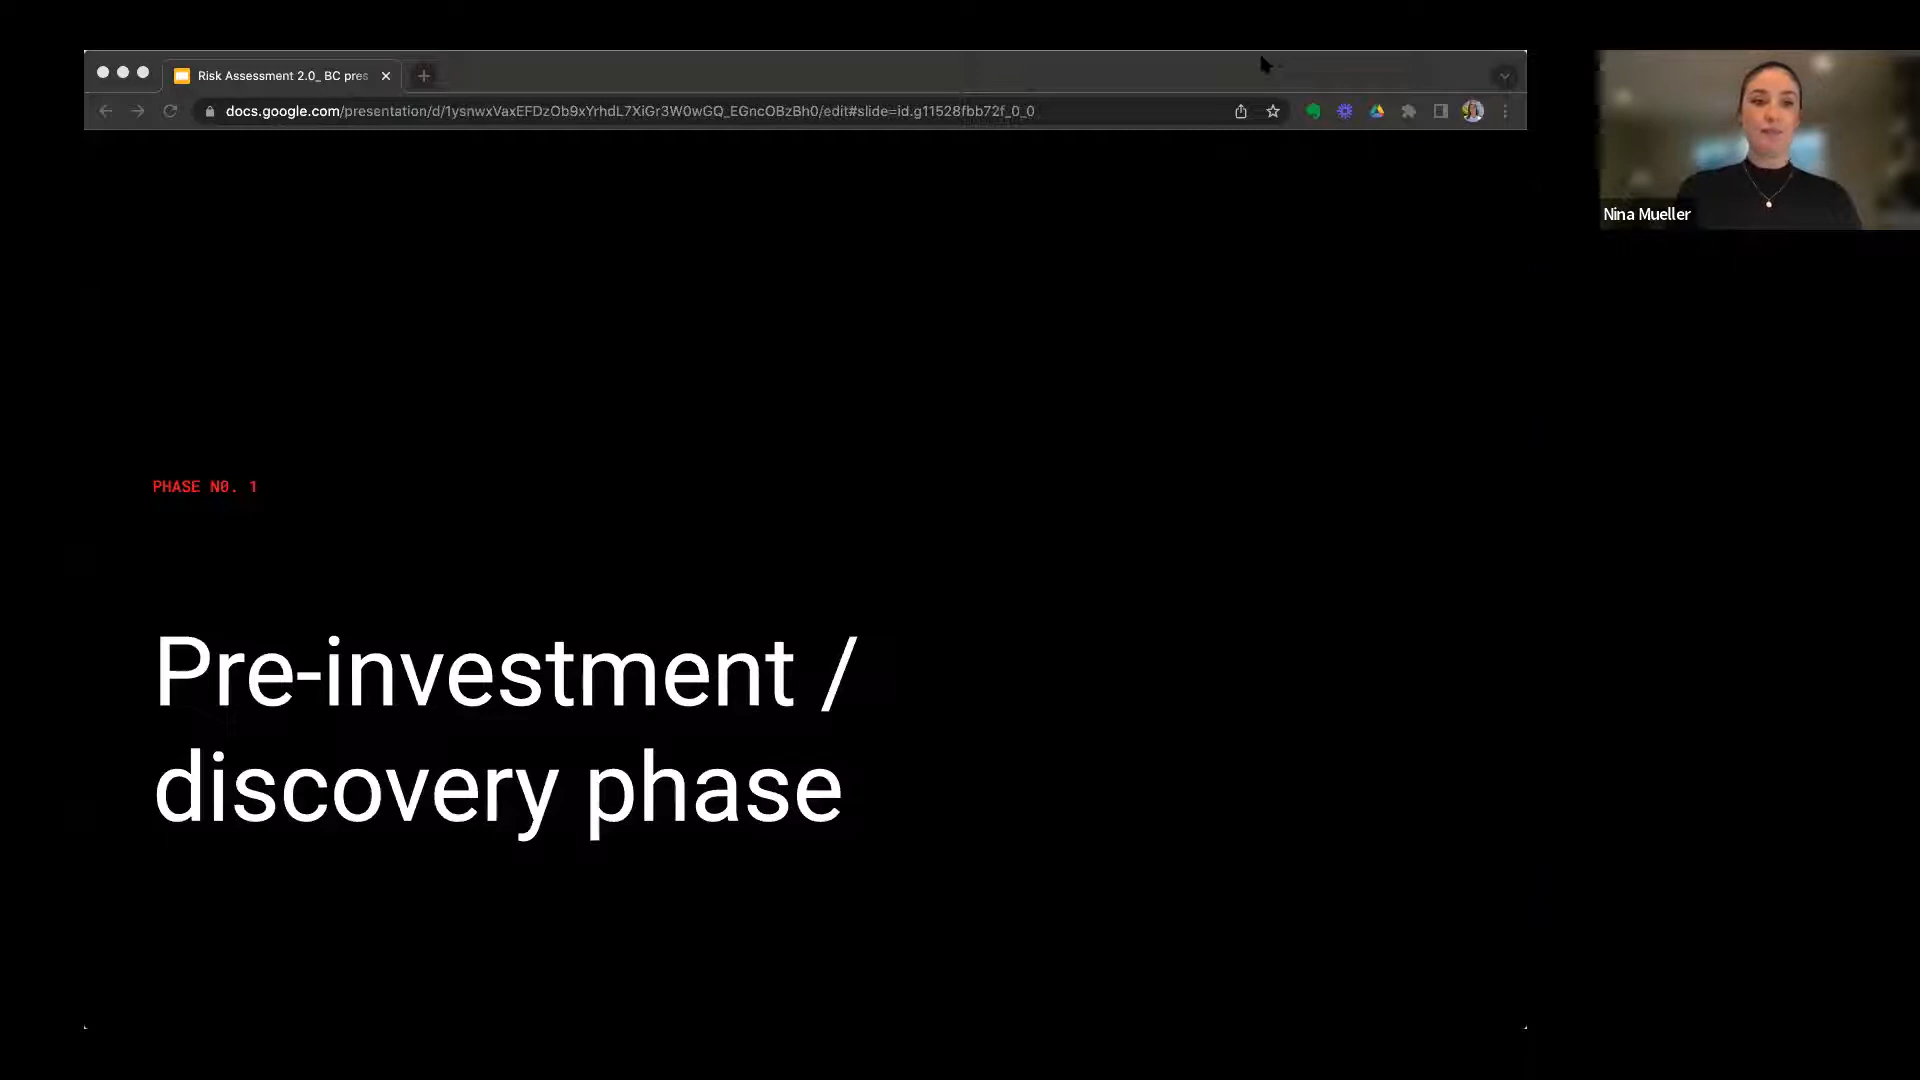 Risk Assessment 2.0_ BC pres
docs.google.com/presentation/d/1ysnwxVaxEFDzOb9xYrhdL7XiGr3W0wGQ_EGncOBzBh0/edit#slide=id.g11528fbb72f_0_0
Nina Mueller
PHASE N0. 1
Pre-investment /
discovery phase